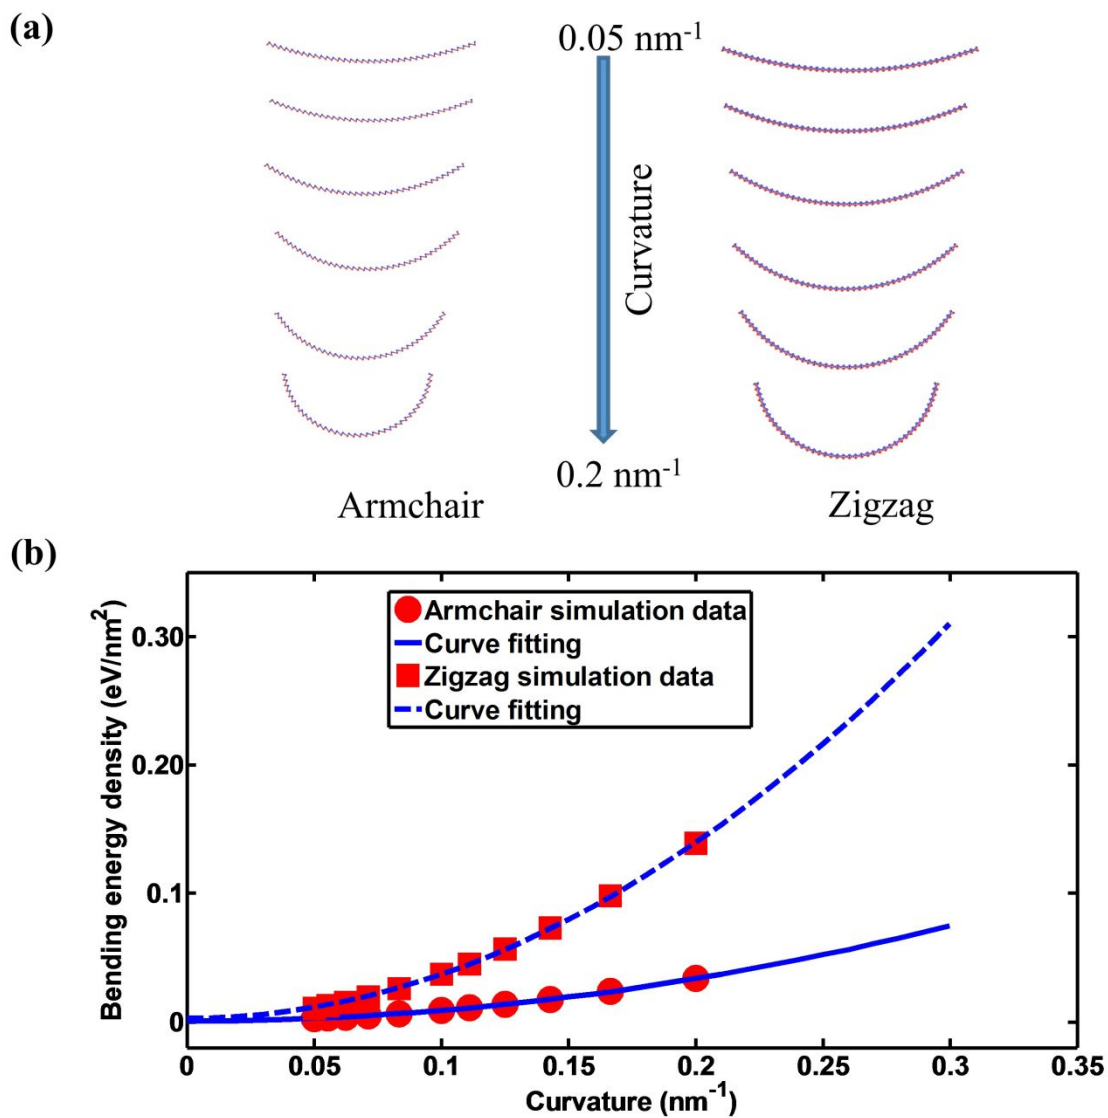 (a)
0.05 nm⁻¹
Curvature
0.2 nm⁻¹
Armchair
Zigzag
(b)
Armchair simulation data
Curve fitting
Zigzag simulation data
Curve fitting
Bending energy density (eV/nm²)
0.30
0.20
0.1
0
0
0.05
0.1
0.15
0.2
0.25
0.3
0.35
Curvature (nm⁻¹)